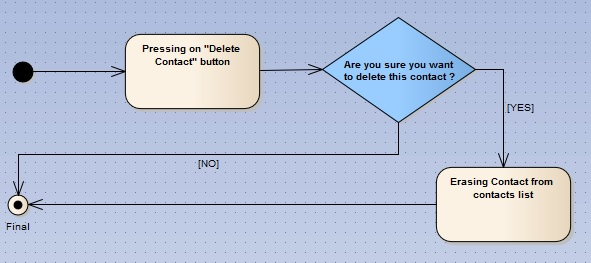 Pressing on "Delete
Contact" button
Are you sure you want
to delete this contact ?
[YES]
[NO]
Erasing Contact from
contacts list
Final